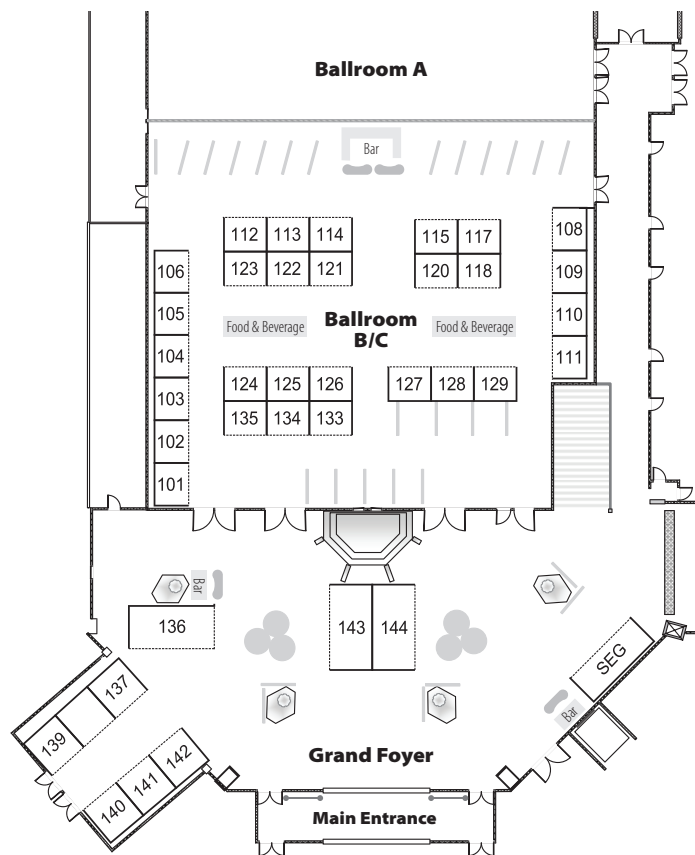 Ballroom A
Bar
112 113 114
115 117
108
123 122 121
120 118
109
106
105
Food & Beverage
Ballroom
B/C
Food & Beverage
110
104
111
124 125 126
127 128 129
103
135 134 133
102
101
Bar
136
143 144
SEG
137
139
Bar
142
141
140
Grand Foyer
Main Entrance